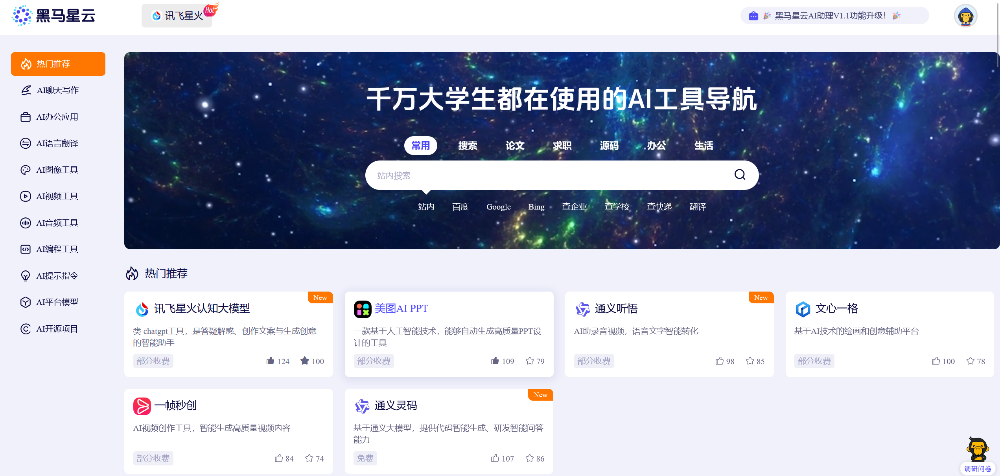 黑马星云
讯飞星火
Hot
黑马星云AI助理V1.1功能升级！
热门推荐
AI聊天写作
AI办公应用
AI语言翻译
AI图像工具
AI视频工具
AI音频工具
AI编程工具
AI提示指令
AI平台模型
AI开源项目
千万大学生都在使用的AI工具导航
常用 搜索 论文 求职 源码 办公 生活
站内搜索
站内 百度 Google Bing 查企业 查学校 查快递 翻译
热门推荐
New
讯飞星火认知大模型
类 chatgpt工具，是答疑解惑、创作文案与生成创意
的智能助手
部分收费 124 100
美图AI PPT
一款基于人工智能技术，能够自动生成高质量PPT设
计的工具
部分收费 109 79
New
通义听悟
AI助录音视频，语音文字智能转化
部分收费 98 85
文心一格
基于AI技术的绘画和创意辅助平台
部分收费 100 78
一帧秒创
AI视频创作工具，智能生成高质量视频内容
部分收费 84 74
New
通义灵码
基于通义大模型，提供代码智能生成、研发智能问答
能力
免费 107 86
调研问卷